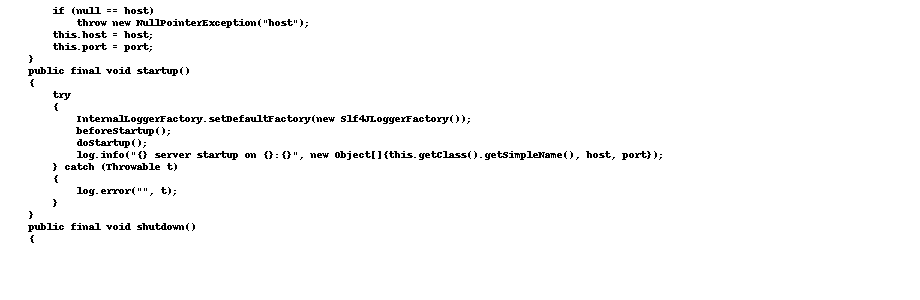 if (null == host)
throw new NullPointerException("host");
this.host = host;
this.port = port;
}
public final void startup()
{
try
{
InternalLoggerFactory.setDefaultFactory(new Slf4JLoggerFactory());
beforeStartup();
doStartup();
log.info("{} server startup on {}:{}", new Object[]{this.getClass().getSimpleName(), host, port});
} catch (Throwable t)
{
log.error("", t);
}
}
public final void shutdown()
{